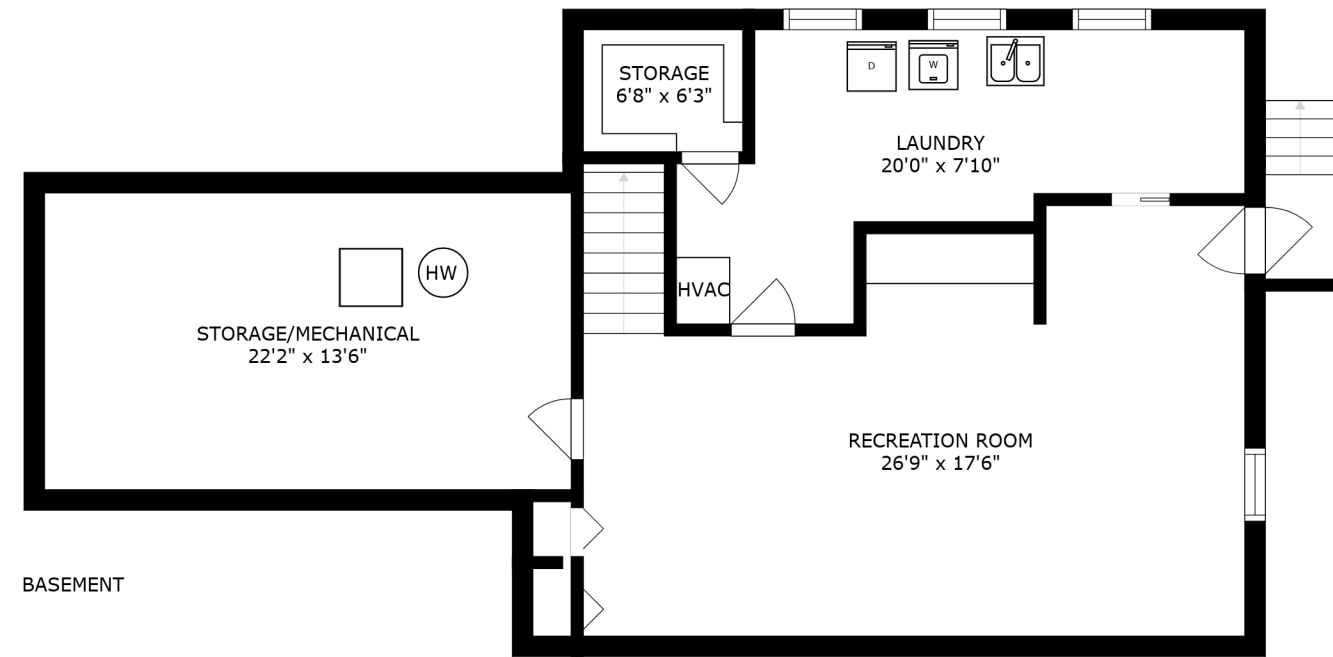 STORAGE
6'8" x 6'3"
D
W
LAUNDRY
20'0" x 7'10"
HW
HVAC
STORAGE/MECHANICAL
22'2" x 13'6"
RECREATION ROOM
26'9" x 17'6"
BASEMENT